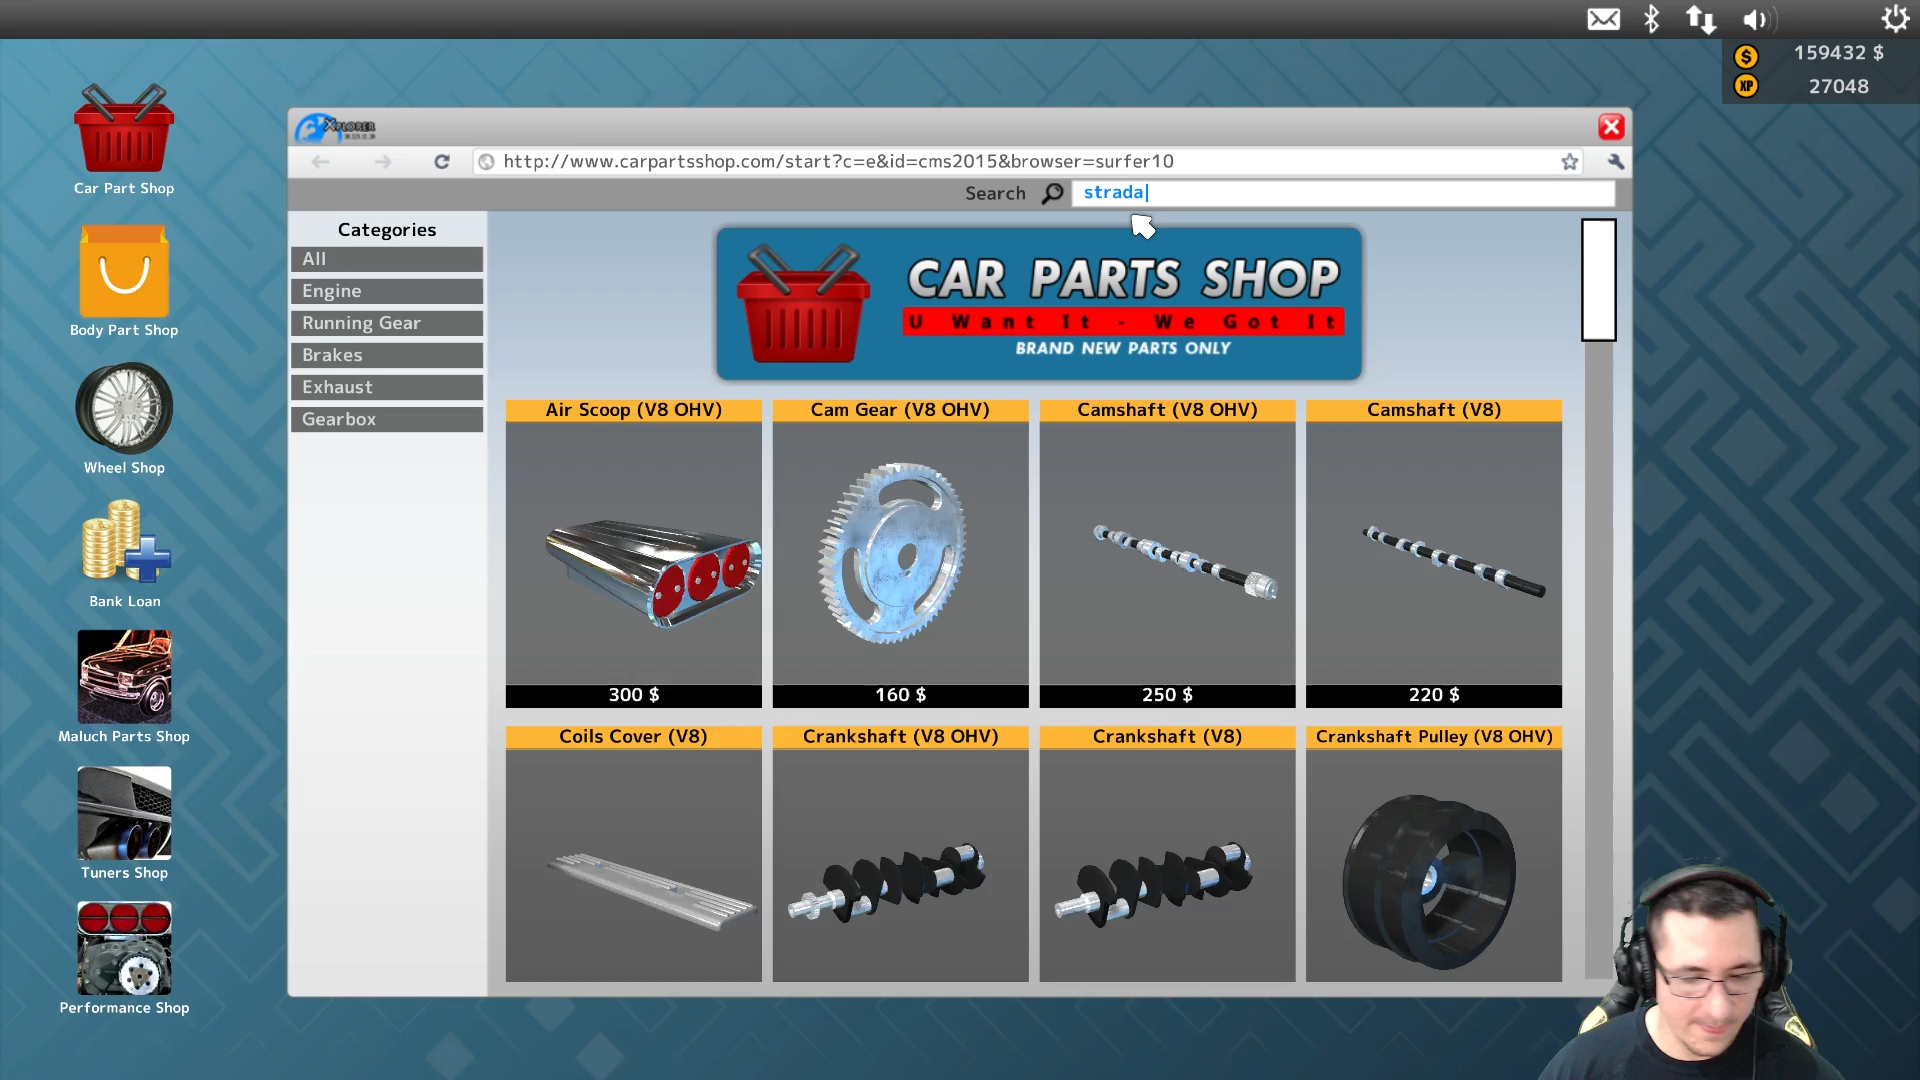 159432 $
XP 27048
Car Part Shop
Body Part Shop
Wheel Shop
Bank Loan
Maluch Parts Shop
Tuners Shop
Performance Shop
XPLORER
http://www.carpartsshop.com/start?c=e&id=cms2015&browser=surfer10
Search strada
Categories
All
Engine
Running Gear
Brakes
Exhaust
Gearbox
CAR PARTS SHOP
U Want It - We Got It
BRAND NEW PARTS ONLY
Air Scoop (V8 OHV)
300 $
Cam Gear (V8 OHV)
160 $
Camshaft (V8 OHV)
250 $
Camshaft (V8)
220 $
Coils Cover (V8)
Crankshaft (V8 OHV)
Crankshaft (V8)
Crankshaft Pulley (V8 OHV)